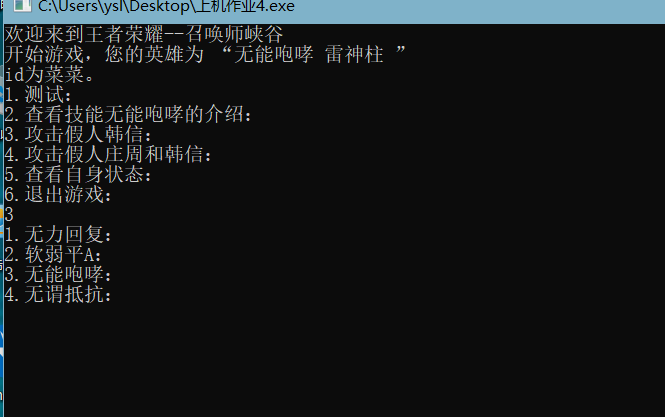 C:\Users\ysl\Desktop\上机作业4.exe
欢迎来到王者荣耀--召唤师峡谷
开始游戏，您的英雄为 “无能咆哮 雷神柱 ”
id为菜菜。
1.测试：
2.查看技能无能咆哮的介绍：
3.攻击假人韩信：
4.攻击假人庄周和韩信：
5.查看自身状态：
6.退出游戏：
3
1.无力回复：
2.软弱平A：
3.无能咆哮：
4.无谓抵抗：